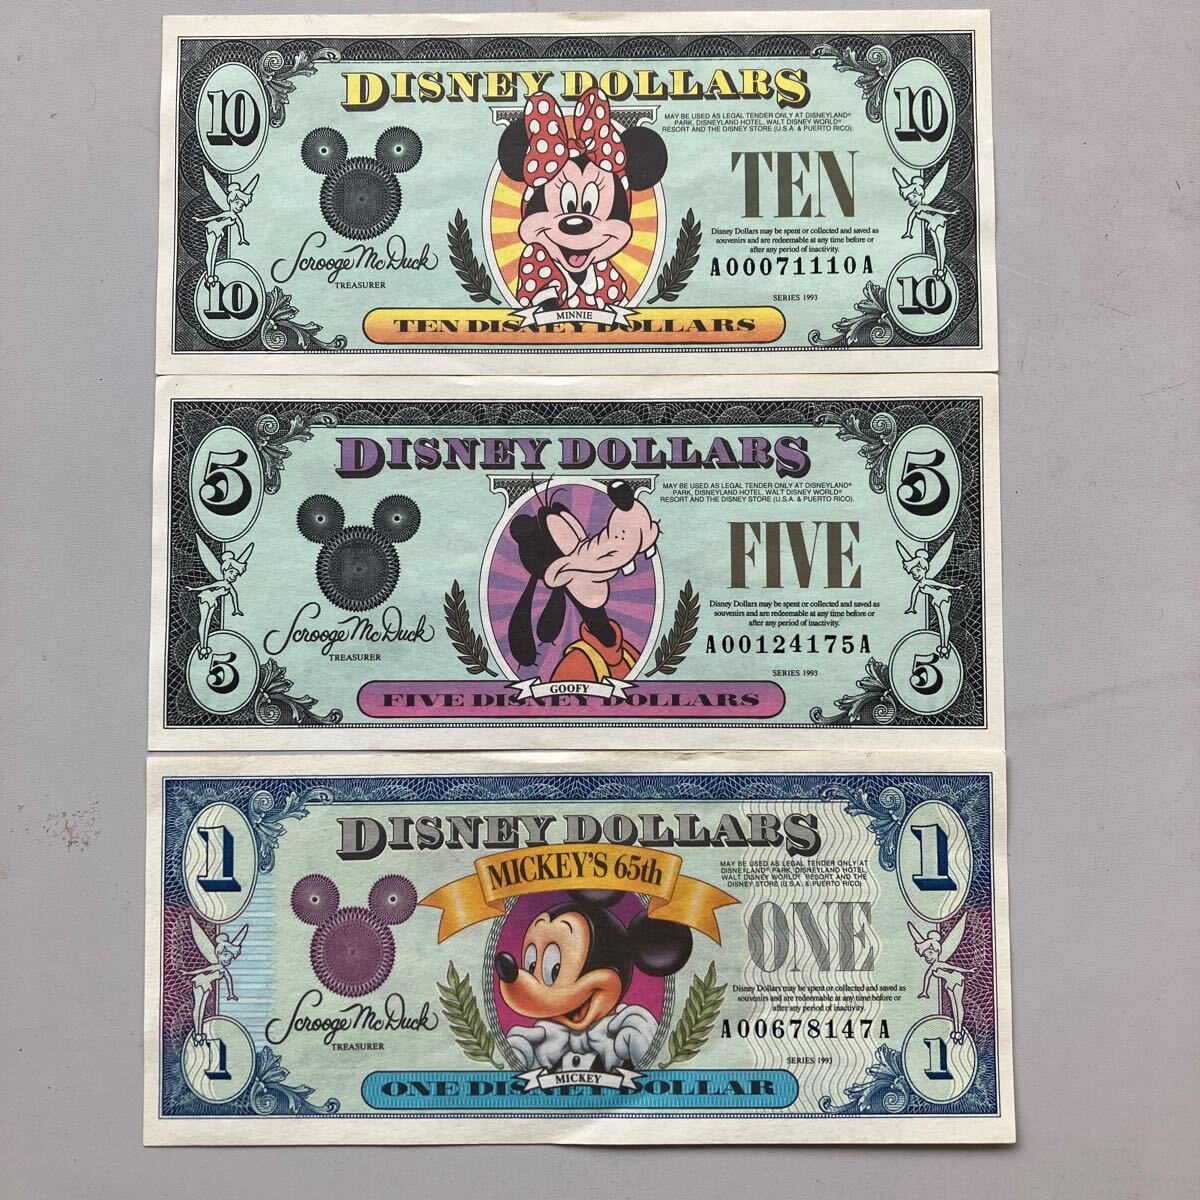 DISNEY DOLLARS
10
10
MAY BE USED AS LEGAL TENDER ONLY AT DISNEYLAND®
PARK, DISNEYLAND HOTEL, WALT DISNEY WORLD®
RESORT AND THE DISNEY STORE (U.S.A. & PUERTO RICO).
TEN
Disney Dollars may be spent or collected and saved as
souvenirs and are redeemable at any time before or
after any period of inactivity.
Scrooge McDuck
TREASURER
A00071110A
SERIES 1993
10
10
MINNIE
TEN DISNEY DOLLARS
DISNEY DOLLARS
5
5
MAY BE USED AS LEGAL TENDER ONLY AT DISNEYLAND®
PARK, DISNEYLAND HOTEL, WALT DISNEY WORLD®
RESORT AND THE DISNEY STORE (U.S.A. & PUERTO RICO).
FIVE
Disney Dollars may be spent or collected and saved as
souvenirs and are redeemable at any time before or
after any period of inactivity.
Scrooge McDuck
TREASURER
A00124175A
SERIES 1993
5
5
GOOFY
FIVE DISNEY DOLLARS
DISNEY DOLLARS
1
1
MICKEY'S 65th
MAY BE USED AS LEGAL TENDER ONLY AT
DISNEYLAND® PARK, DISNEYLAND HOTEL,
WALT DISNEY WORLD® RESORT AND THE
DISNEY STORE (U.S.A. & PUERTO RICO)
ONE
Disney Dollars may be spent or collected and saved as
souvenirs and are redeemable at any time before or
after any period of inactivity.
Scrooge McDuck
TREASURER
A00678147A
SERIES 1993
1
1
MICKEY
ONE DISNEY DOLLAR